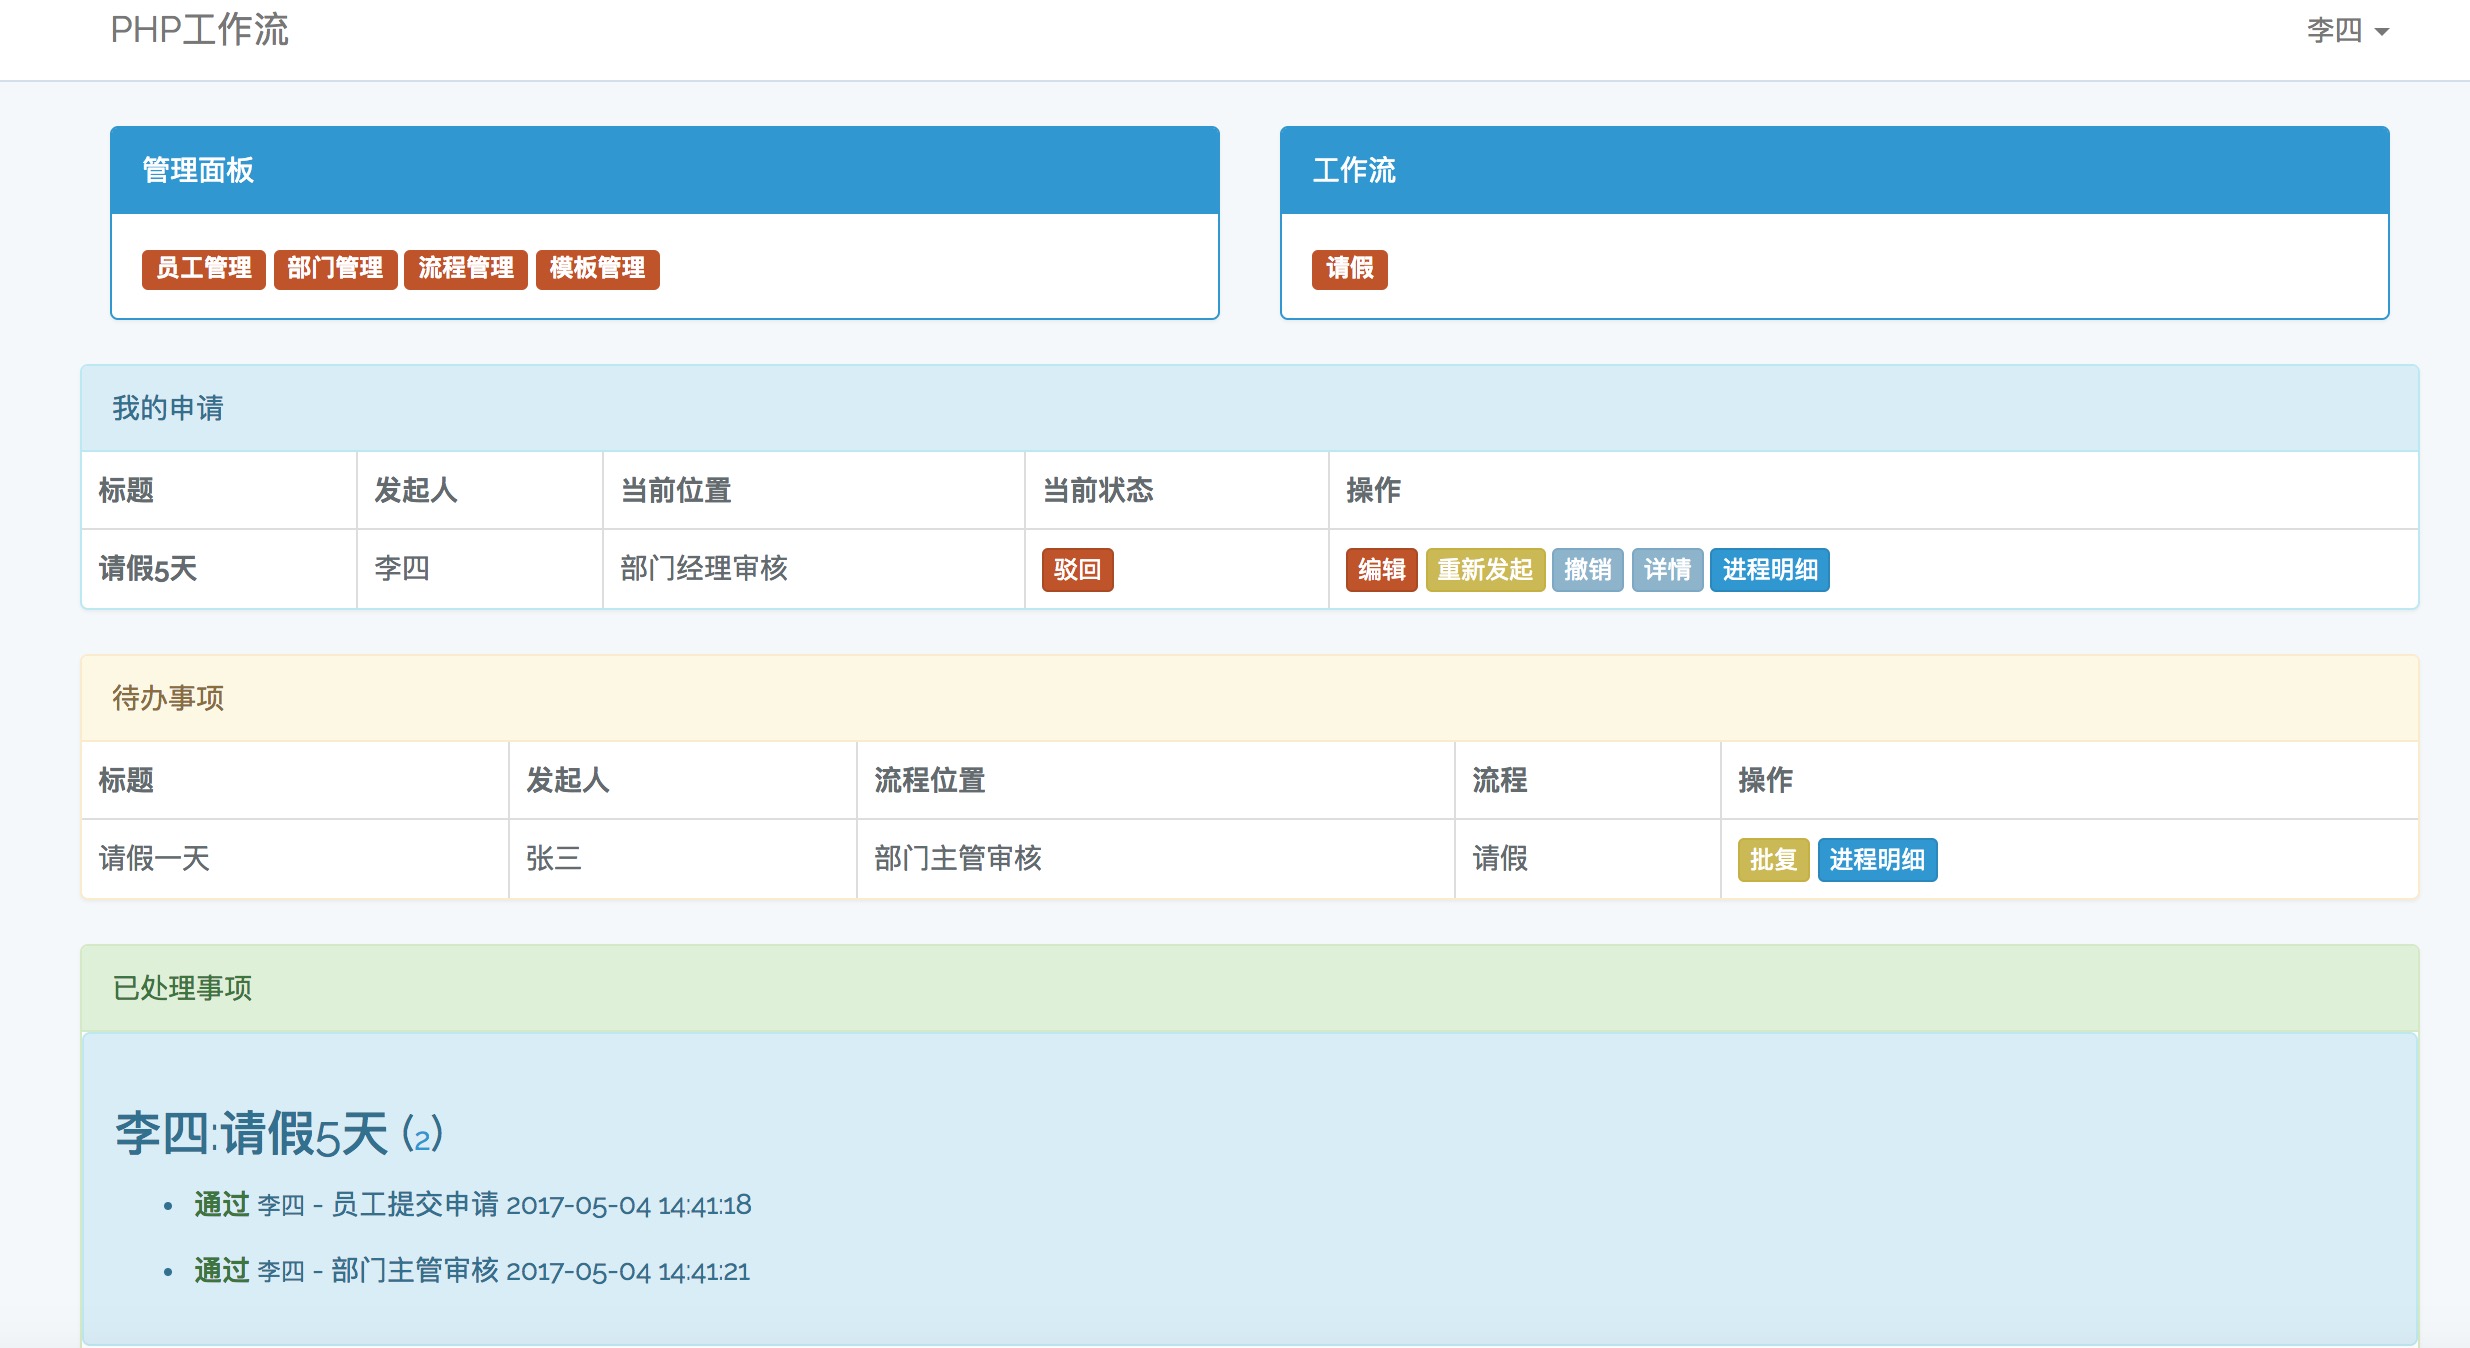 PHP工作流 李四
管理面板
员工管理 部门管理 流程管理 模板管理
工作流
请假
我的申请
标题 发起人 当前位置 当前状态 操作
请假5天 李四 部门经理审核 驳回 编辑 重新发起 撤销 详情 进程明细
待办事项
标题 发起人 流程位置 流程 操作
请假一天 张三 部门主管审核 请假 批复 进程明细
已处理事项
李四:请假5天 (2)
• 通过 李四 - 员工提交申请 2017-05-04 14:41:18
• 通过 李四 - 部门主管审核 2017-05-04 14:41:21